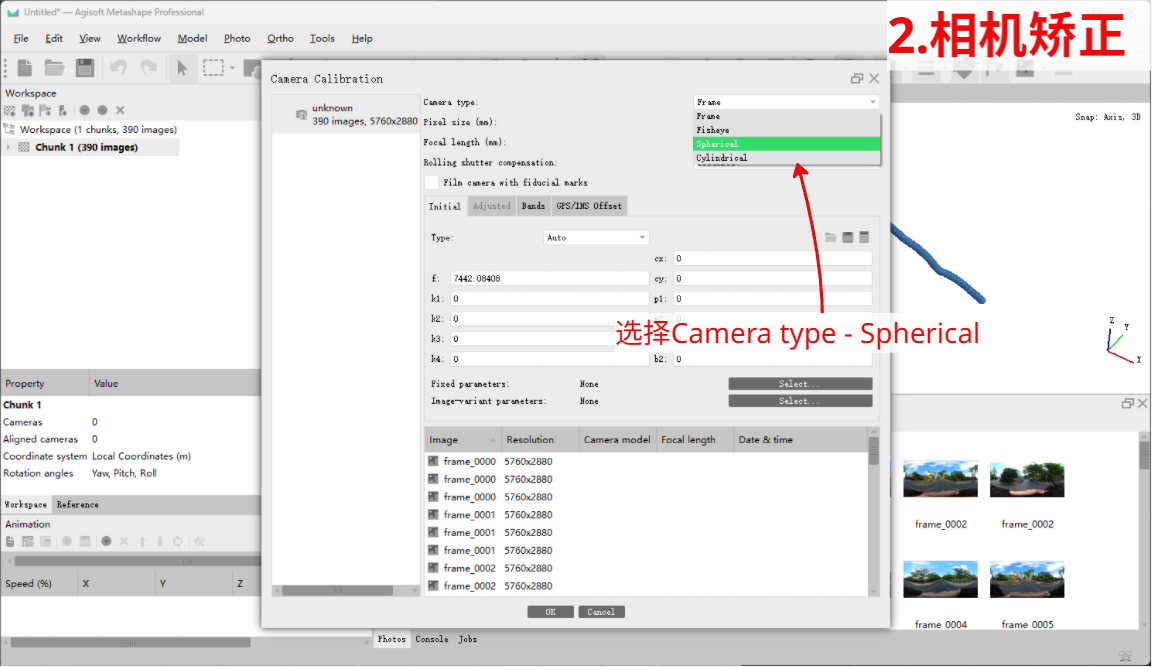 Untitled* — Agisoft Metashape Professional
2.相机矫正
File Edit View Workflow Model Photo Ortho Tools Help
Workspace
Workspace (1 chunks, 390 images)
Chunk 1 (390 images)
Snap: Axis, 3D
Camera Calibration
unknown
390 images, 5760x2880
Camera type: Frame
Frame
Fisheye
Spherical
Cylindrical
Pixel size (mm):
Focal length (mm):
Rolling shutter compensation:
Film camera with fiducial marks
Initial Adjusted Bands GPS/INS Offset
Type: Auto
cx: 0
f: 7442.08408 cy: 0
k1: 0 p1: 0
k2: 0
选择Camera type - Spherical
k3: 0
k4: 0 b2: 0
Fixed parameters: None Select...
Image-variant parameters: None Select...
Image Resolution Camera model Focal length Date & time
frame_0000 5760x2880
frame_0000 5760x2880
frame_0000 5760x2880
frame_0001 5760x2880
frame_0001 5760x2880
frame_0001 5760x2880
frame_0002 5760x2880
frame_0002 5760x2880
OK Cancel
Z
Y
X
Property Value
Chunk 1
Cameras 0
Aligned cameras 0
Coordinate system Local Coordinates (m)
Rotation angles Yaw, Pitch, Roll
Workspace Reference
Animation
Speed (%) X Y Z
Photos Console Jobs
frame_0002 frame_0002
frame_0004 frame_0005